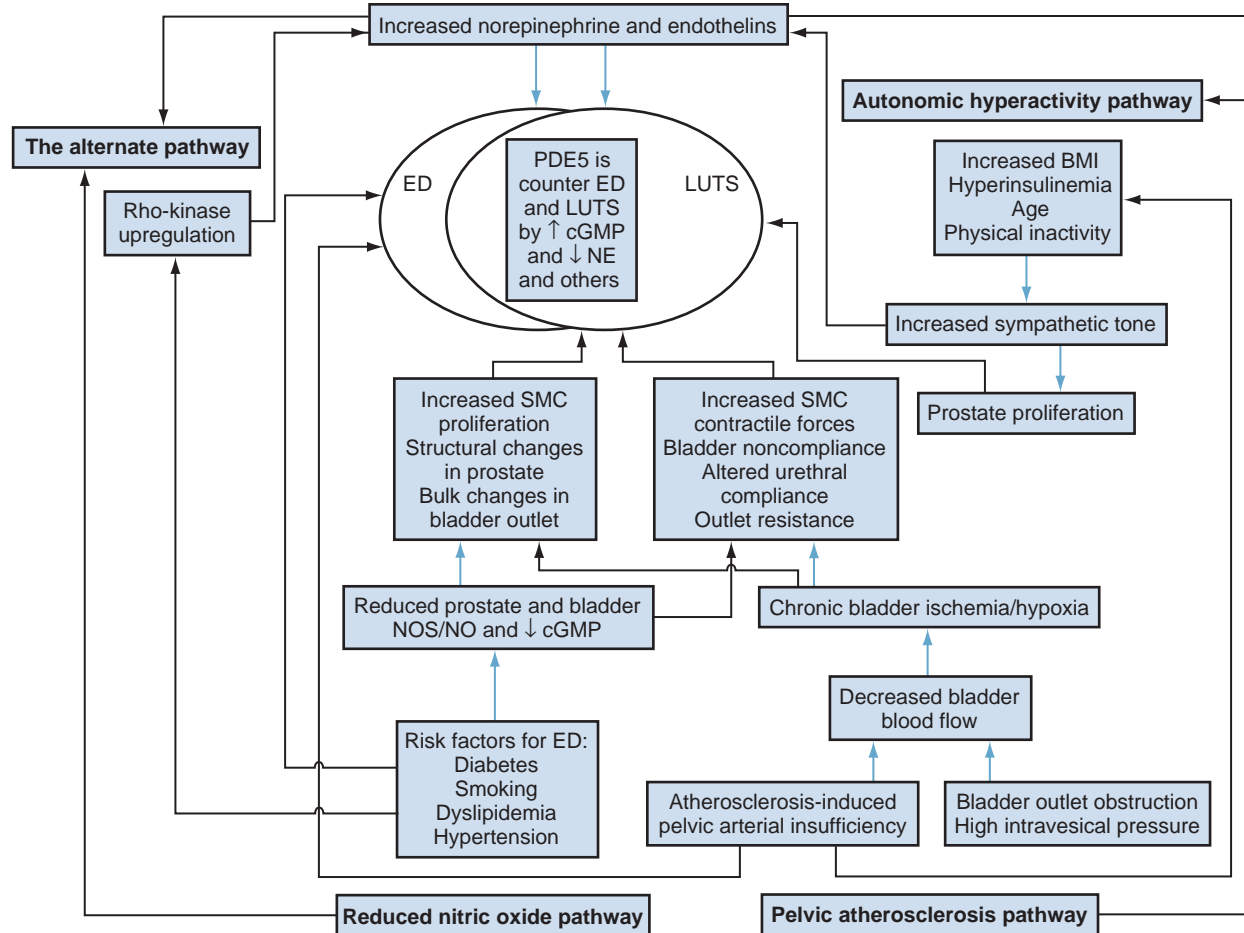 Increased norepinephrine and endothelins
Autonomic hyperactivity pathway
The alternate pathway
Rho-kinase
upregulation
ED
PDE5 is
counter ED
and LUTS
by ↑ cGMP
and ↓ NE
and others
LUTS
Increased BMI
Hyperinsulinemia
Age
Physical inactivity
Increased sympathetic tone
Prostate proliferation
Increased SMC
proliferation
Structural changes
in prostate
Bulk changes in
bladder outlet
Increased SMC
contractile forces
Bladder noncompliance
Altered urethral
compliance
Outlet resistance
Reduced prostate and bladder
NOS/NO and ↓ cGMP
Chronic bladder ischemia/hypoxia
Decreased bladder
blood flow
Risk factors for ED:
Diabetes
Smoking
Dyslipidemia
Hypertension
Atherosclerosis-induced
pelvic arterial insufficiency
Bladder outlet obstruction
High intravesical pressure
Reduced nitric oxide pathway
Pelvic atherosclerosis pathway